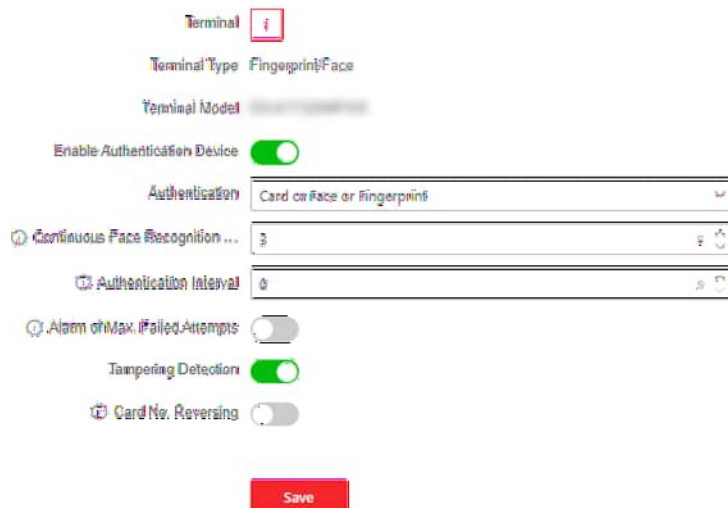 Terminal
Terminal Type Fingerprint/Face
Terminal Model
Enable Authentication Device
Authentication Card or Face or Fingerprint
Continuous Face Recognition ...
Authentication Interval 0
Alarm of Max. Failed Attempts
Tampering Detection
Card No. Reversing
Save